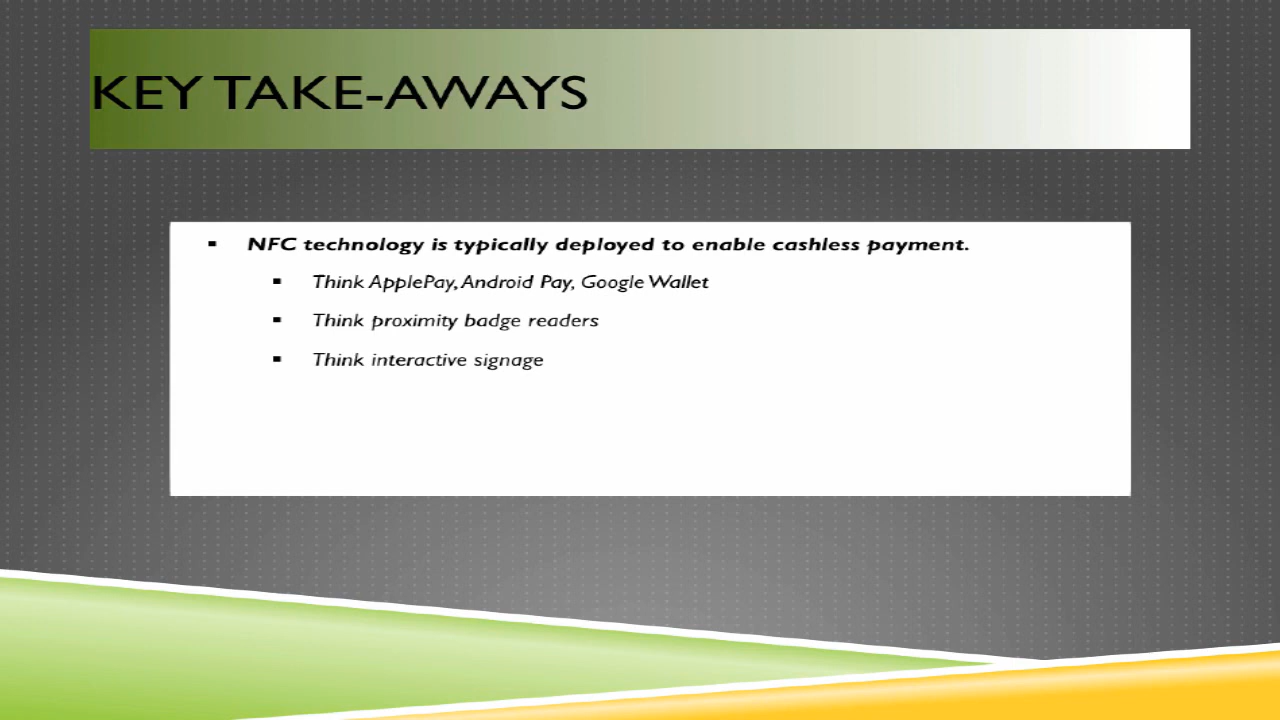 KEY TAKE-AWAYS
▪ NFC technology is typically deployed to enable cashless payment.
▪ Think ApplePay, Android Pay, Google Wallet
▪ Think proximity badge readers
▪ Think interactive signage